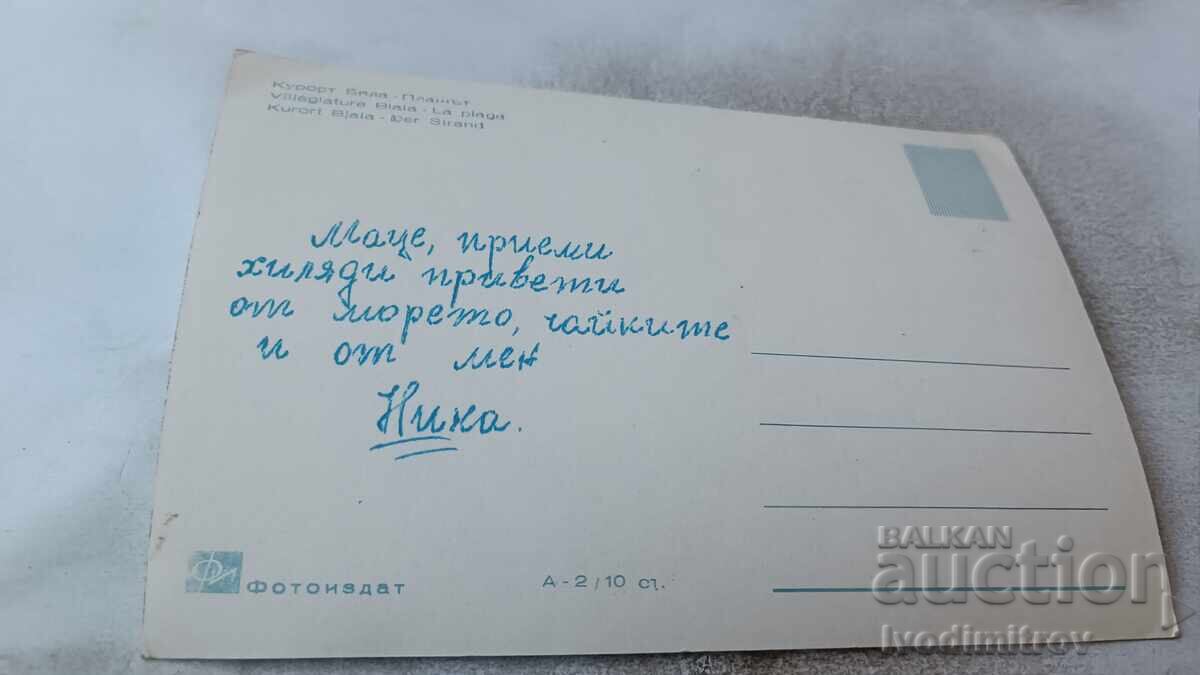 Курорт Бяла - Плажът
Villégiature Biala - La plage
Kurort Bjala - Der Strand
Маце, приеми
хиляди привети
от морето, чайките
и от мен
Нина.
Фотоиздат
А-2/10 ст.
BALKAN
auction
Ivodimitrov